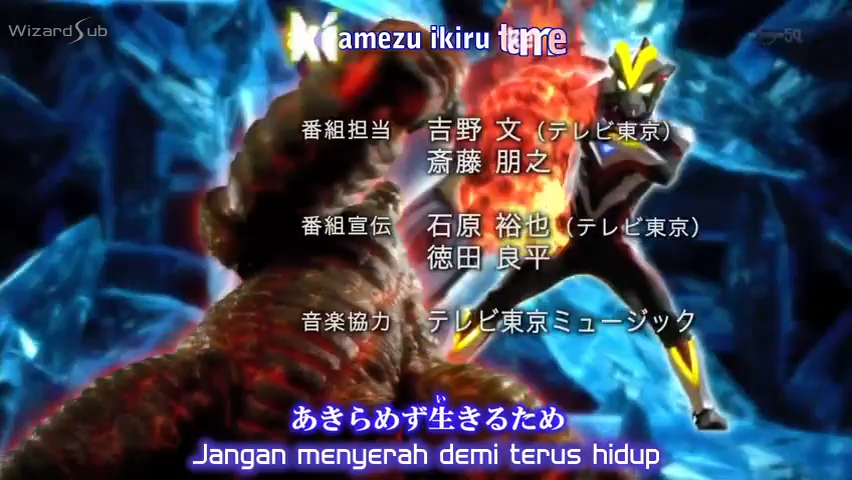 WizardSub
akiramezu ikiru tame
番組担当 吉野 文 (テレビ東京)
斎藤 朋之
番組宣伝 石原 裕也 (テレビ東京)
徳田 良平
音楽協力 テレビ東京ミュージック
い
あきらめず生きるため
Jangan menyerah demi terus hidup